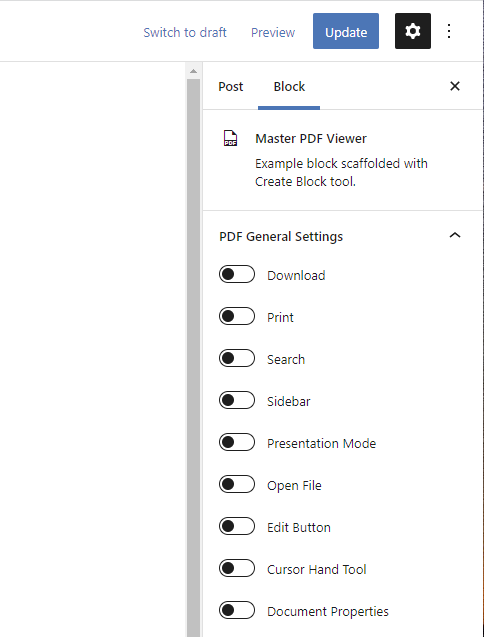 Switch to draft Preview Update
Post Block
PDF
Master PDF Viewer
Example block scaffolded with
Create Block tool.
PDF General Settings
Download
Print
Search
Sidebar
Presentation Mode
Open File
Edit Button
Cursor Hand Tool
Document Properties